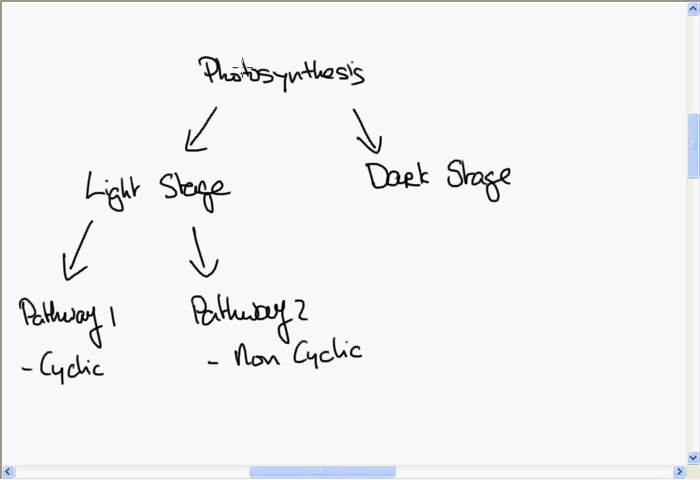 Photosynthesis
Light Stage
Dark Stage
Pathway 1
Pathway 2
- Cyclic
- Non Cyclic